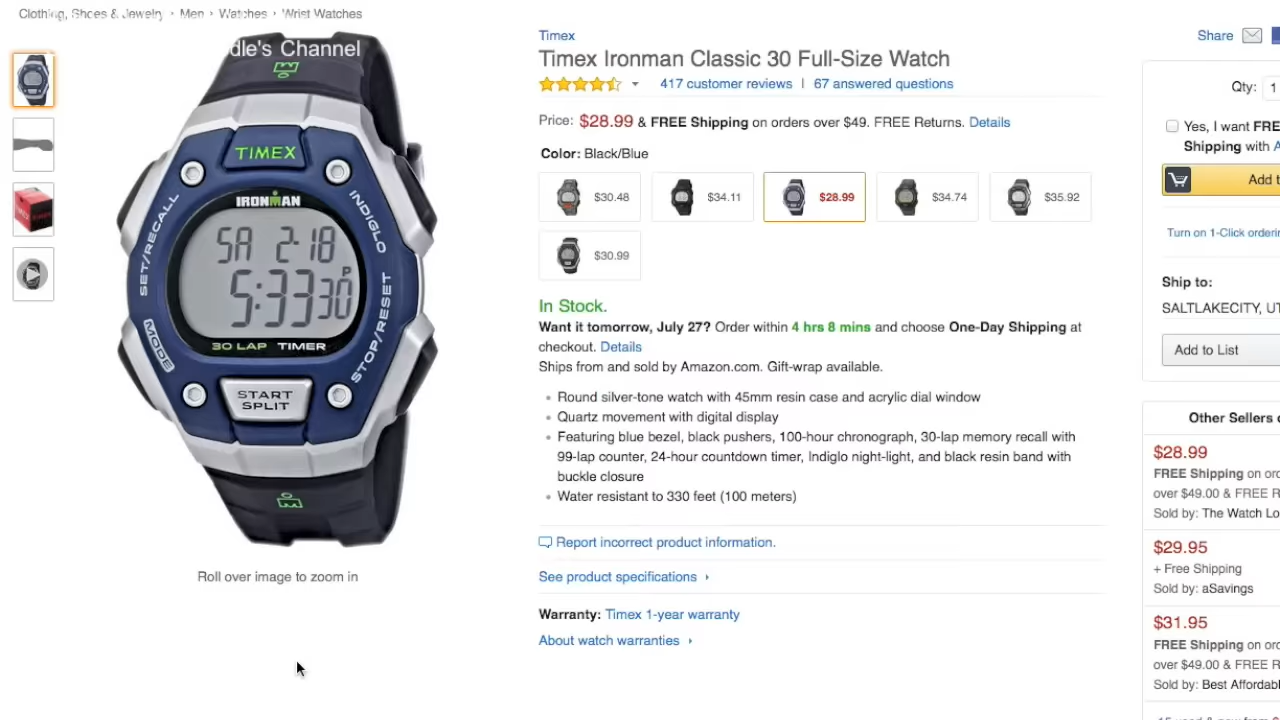 Clothing, Shoes & Jewelry › Men › Watches › Wrist Watches
dle's Channel
TIMEX
IRONMAN
SET/RECALL
INDIGLO
SA 2-18
P
5:33 30
MODE
STOP/RESET
30 LAP TIMER
START
SPLIT
Roll over image to zoom in
Timex
Timex Ironman Classic 30 Full-Size Watch
417 customer reviews | 67 answered questions
Price: $28.99 & FREE Shipping on orders over $49. FREE Returns. Details
Color: Black/Blue
$30.48 $34.11 $28.99 $34.74 $35.92
$30.99
In Stock.
Want it tomorrow, July 27? Order within 4 hrs 8 mins and choose One-Day Shipping at
checkout. Details
Ships from and sold by Amazon.com. Gift-wrap available.
• Round silver-tone watch with 45mm resin case and acrylic dial window
• Quartz movement with digital display
• Featuring blue bezel, black pushers, 100-hour chronograph, 30-lap memory recall with
99-lap counter, 24-hour countdown timer, Indiglo night-light, and black resin band with
buckle closure
• Water resistant to 330 feet (100 meters)
Report incorrect product information.
See product specifications ›
Warranty: Timex 1-year warranty
About watch warranties ›
Share
Qty: 1
Yes, I want FRE
Shipping with A
Add t
Turn on 1-Click orderi
Ship to:
SALTLAKECITY, UT
Add to List
Other Sellers
$28.99
FREE Shipping on ord
over $49.00 & FREE R
Sold by: The Watch Lo
$29.95
+ Free Shipping
Sold by: aSavings
$31.95
FREE Shipping on ord
over $49.00 & FREE R
Sold by: Best Affordabl